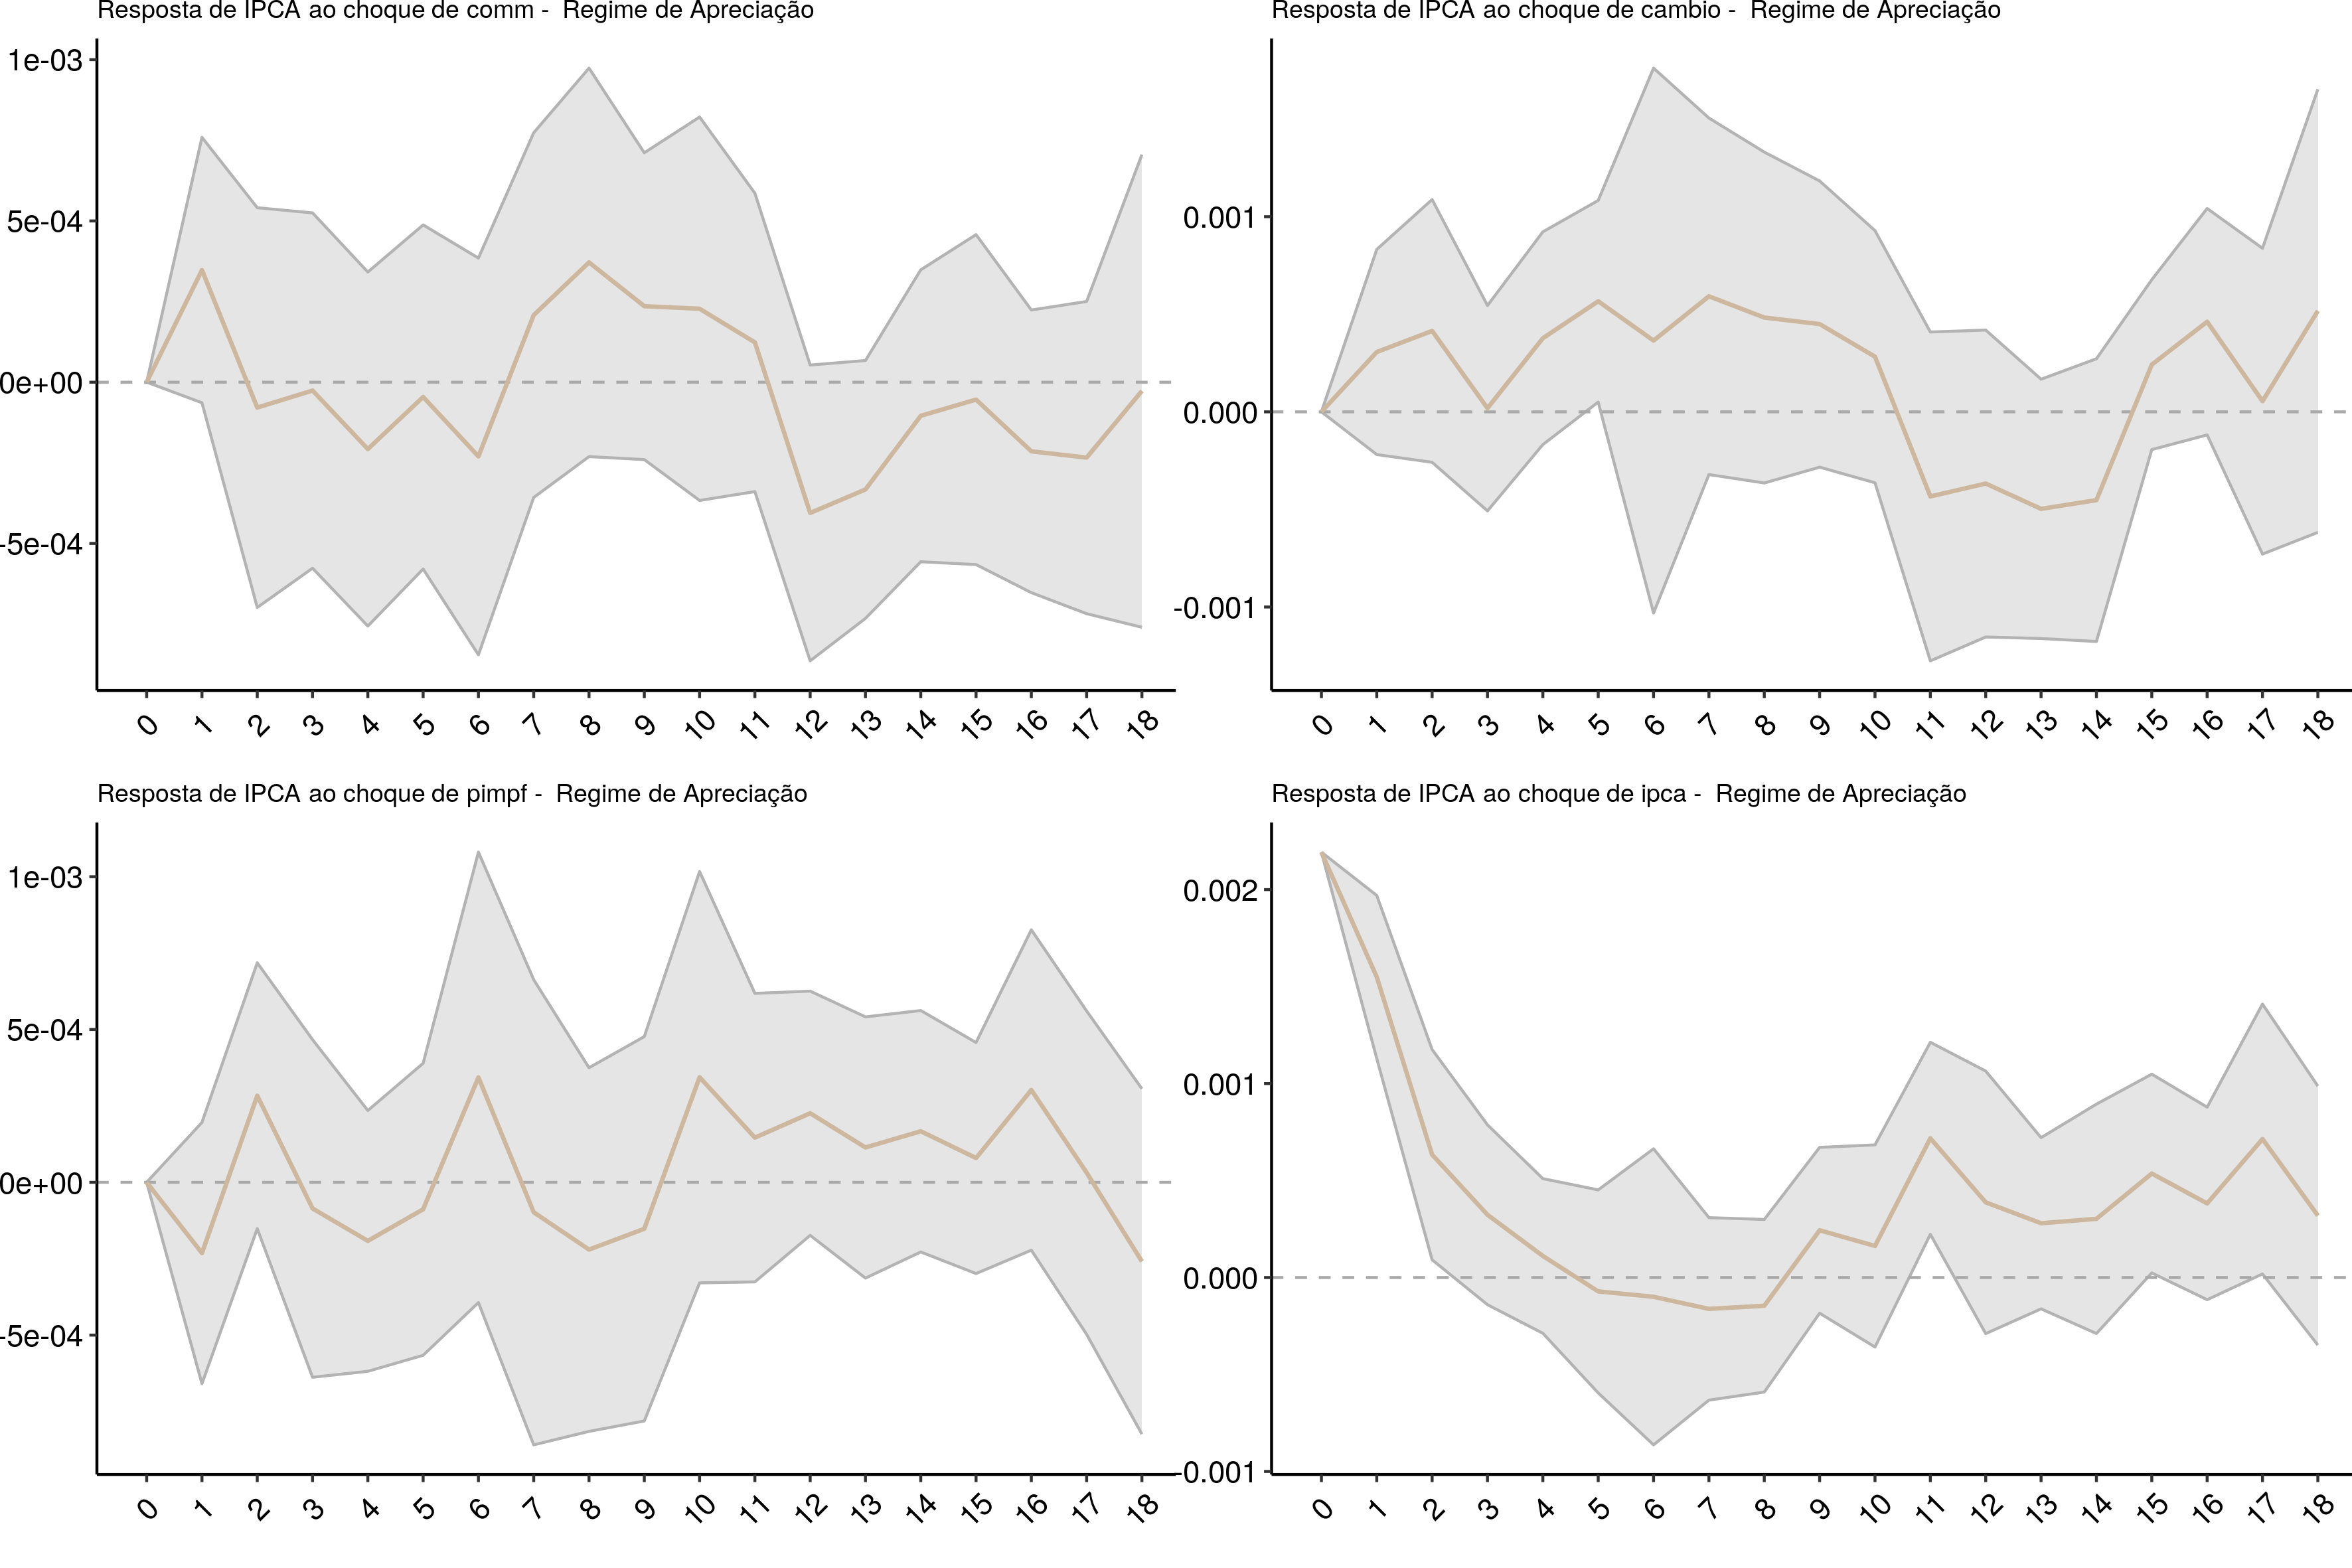 Resposta de IPCA ao choque de comm -  Regime de Apreciação
1e-03
5e-04
0e+00
-5e-04
0 1 2 3 4 5 6 7 8 9 10 11 12 13 14 15 16 17 18
Resposta de IPCA ao choque de cambio -  Regime de Apreciação
0.001
0.000
-0.001
0 1 2 3 4 5 6 7 8 9 10 11 12 13 14 15 16 17 18
Resposta de IPCA ao choque de pimpf -  Regime de Apreciação
1e-03
5e-04
0e+00
-5e-04
0 1 2 3 4 5 6 7 8 9 10 11 12 13 14 15 16 17 18
Resposta de IPCA ao choque de ipca -  Regime de Apreciação
0.002
0.001
0.000
-0.001
0 1 2 3 4 5 6 7 8 9 10 11 12 13 14 15 16 17 18